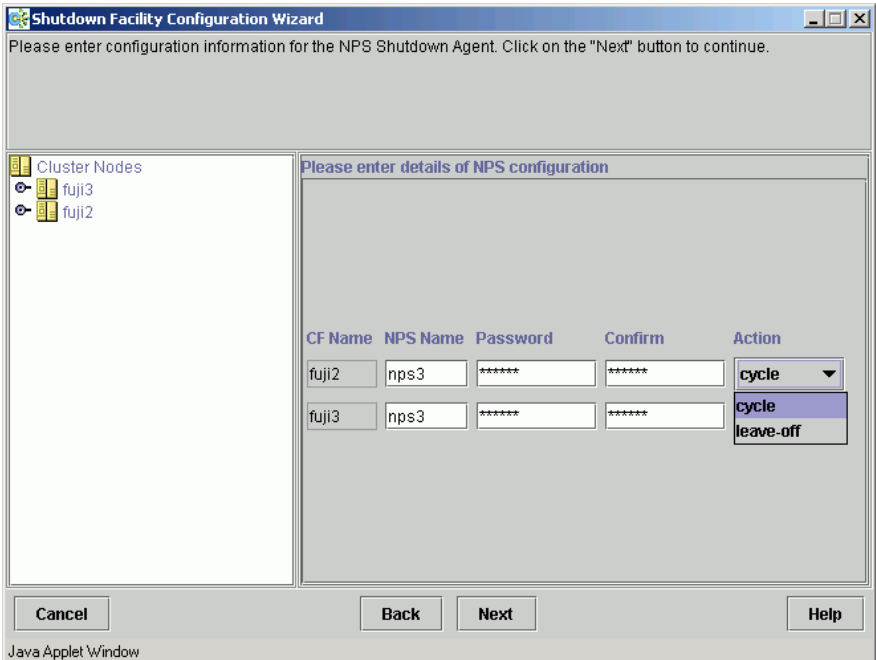 Shutdown Facility Configuration Wizard
Please enter configuration information for the NPS Shutdown Agent. Click on the "Next" button to continue.
Cluster Nodes
fuji3
fuji2
Please enter details of NPS configuration
CF Name NPS Name Password Confirm Action
fuji2 nps3 ****** ****** cycle
cycle
fuji3 nps3 ****** ******
leave-off
Cancel Back Next Help
Java Applet Window